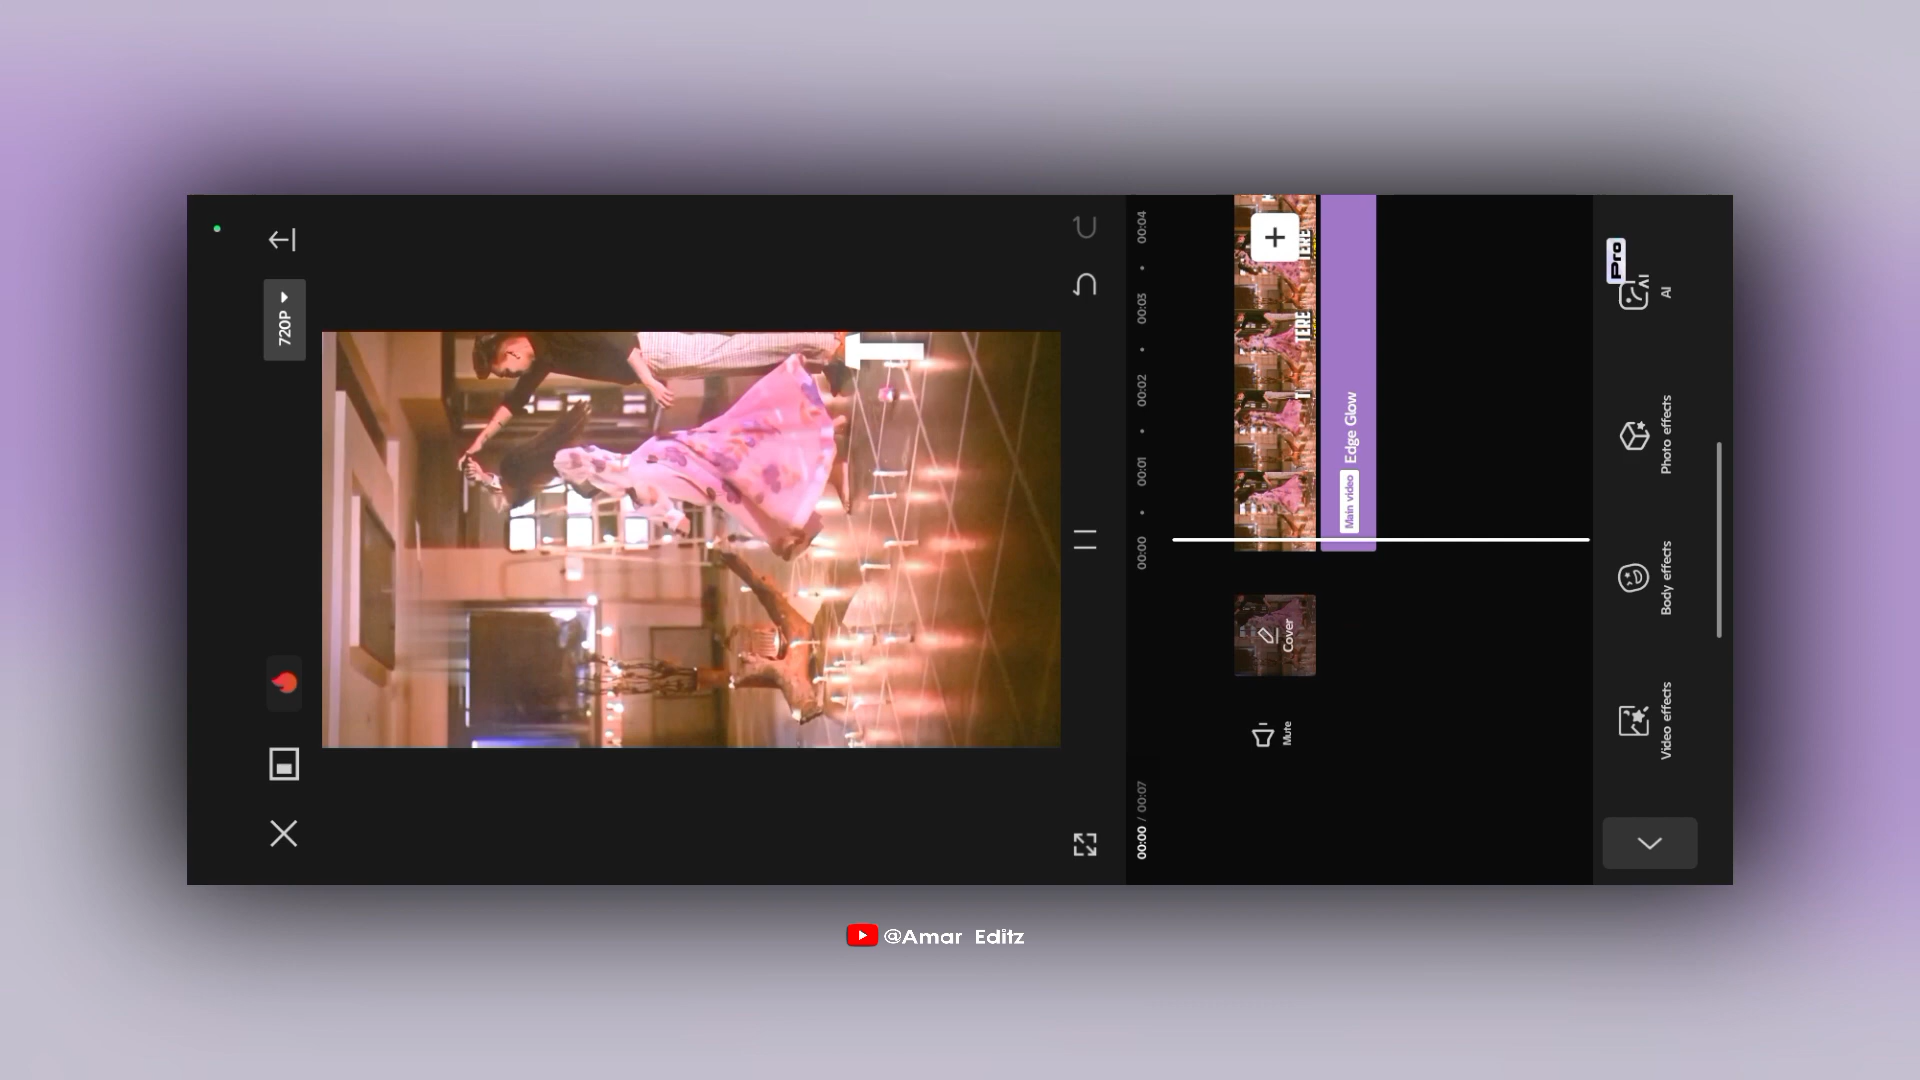 720P
T
00:00 / 00:07
00:00
00:01
00:02
00:03
00:04
Mute
Cover
T
TERE
TERE
Main video
Edge Glow
Video effects
Body effects
Photo effects
AI
Pro
@Amar Editz